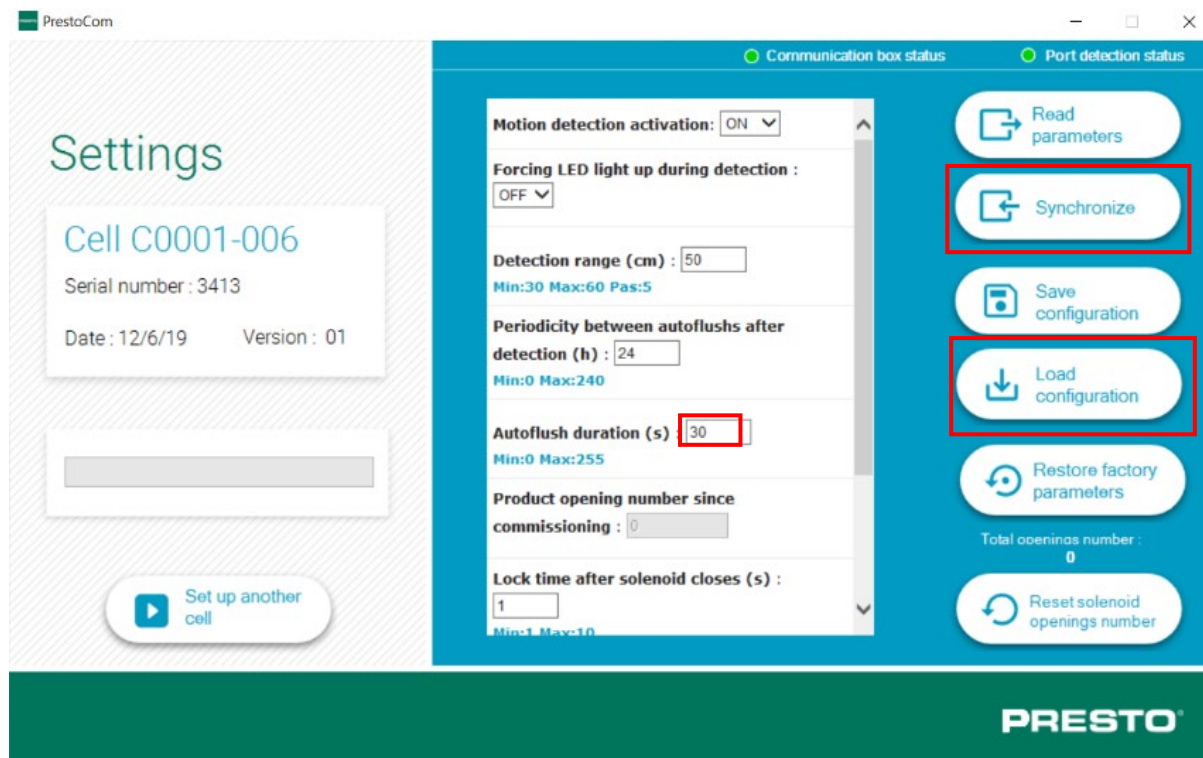 PrestoCom
Communication box status
Port detection status
Settings
Cell C0001-006
Serial number : 3413
Date : 12/6/19 Version : 01
Set up another
cell
Motion detection activation: ON
Forcing LED light up during detection :
OFF
Detection range (cm) : 50
Min:30 Max:60 Pas:5
Periodicity between autoflushs after
detection (h) : 24
Min:0 Max:240
Autoflush duration (s) : 30
Min:0 Max:255
Product opening number since
commissioning : 0
Lock time after solenoid closes (s) :
1
Min:1 Max:10
Read
parameters
Synchronize
Save
configuration
Load
configuration
Restore factory
parameters
Total openings number :
0
Reset solenoid
openings number
PRESTO